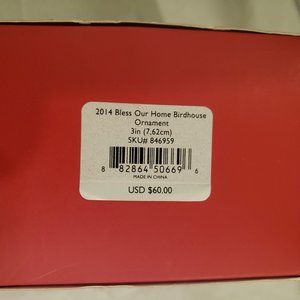 2014 Bless Our Home Birdhouse
Ornament
3in (7.62cm)
SKU# 846959
8 82864 50669 6
MADE IN CHINA
USD $60.00